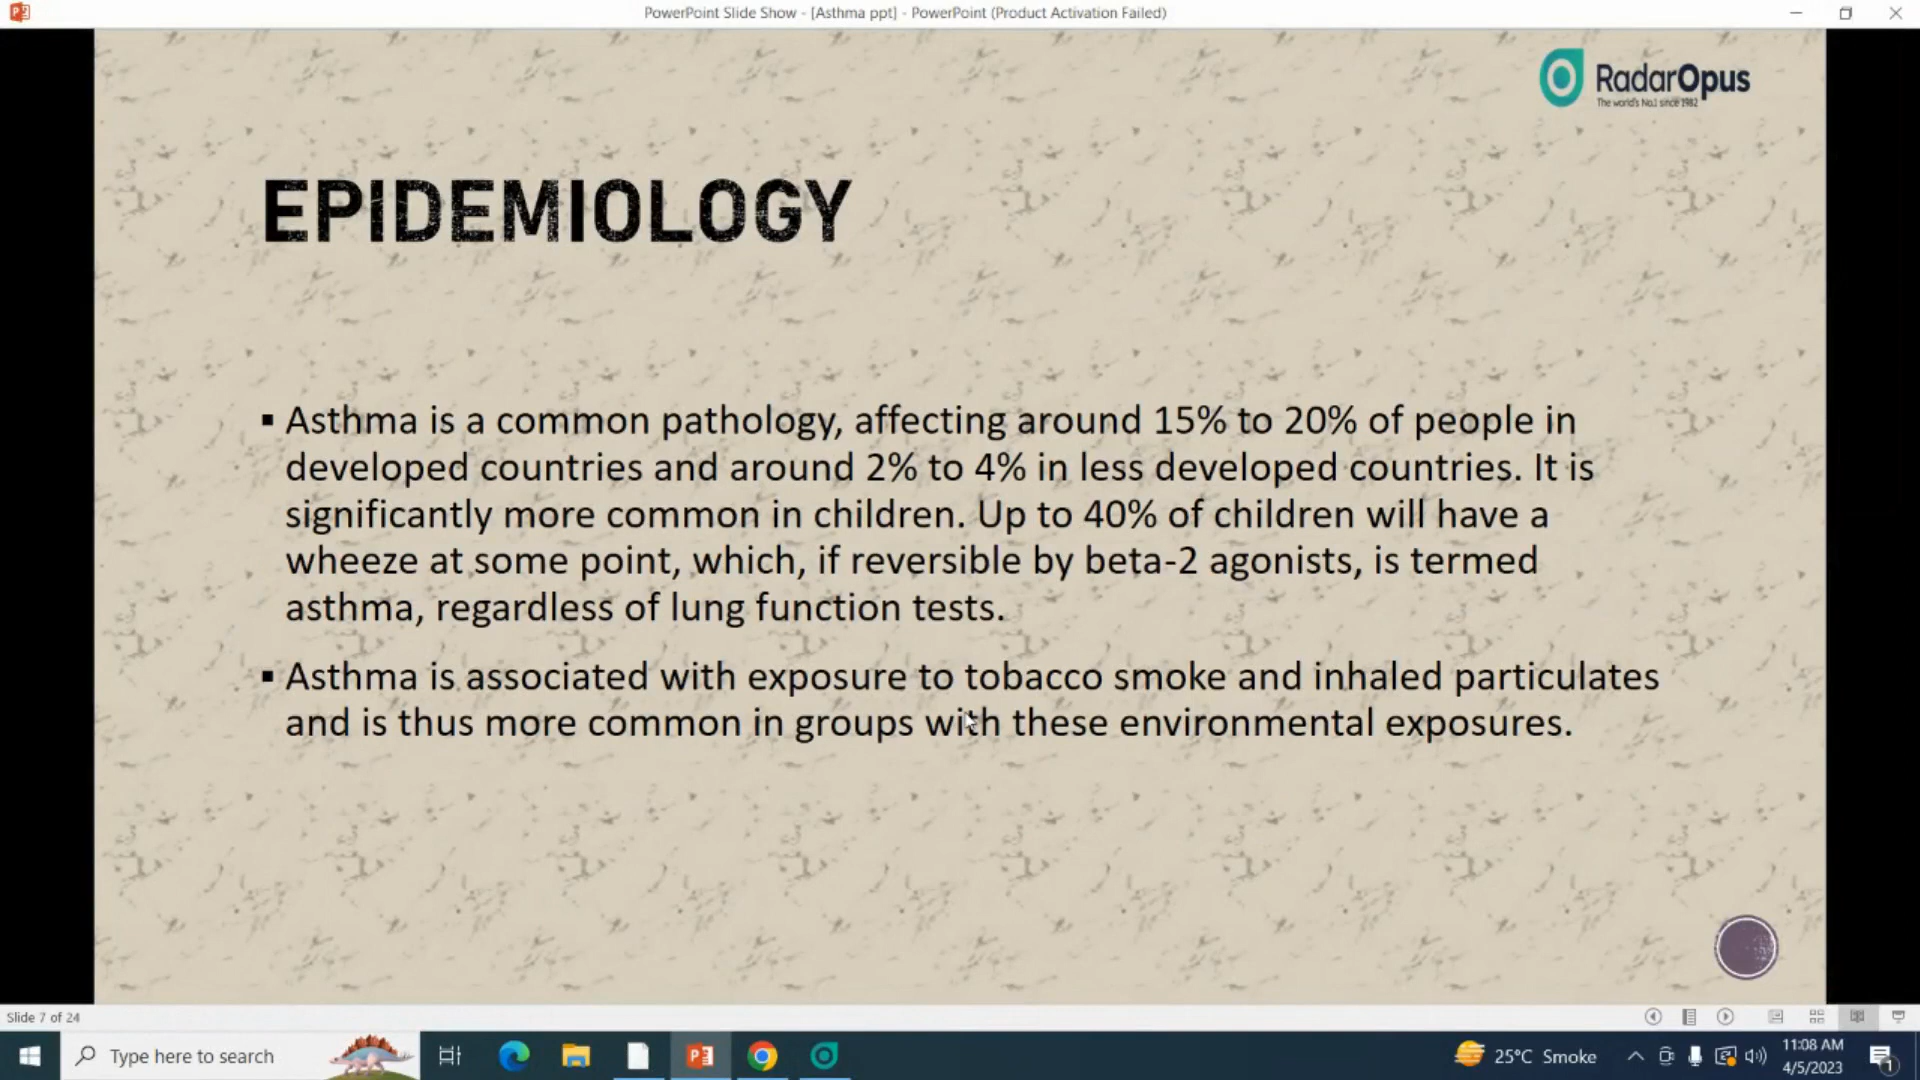 PowerPoint Slide Show - [Asthma ppt] - PowerPoint (Product Activation Failed)
RadarOpus
The world's No.1 since 1982
EPIDEMIOLOGY
▪ Asthma is a common pathology, affecting around 15% to 20% of people in
developed countries and around 2% to 4% in less developed countries. It is
significantly more common in children. Up to 40% of children will have a
wheeze at some point, which, if reversible by beta-2 agonists, is termed
asthma, regardless of lung function tests.
▪ Asthma is associated with exposure to tobacco smoke and inhaled particulates
and is thus more common in groups with these environmental exposures.
Slide 7 of 24
Type here to search
25°C Smoke
11:08 AM
4/5/2023
1